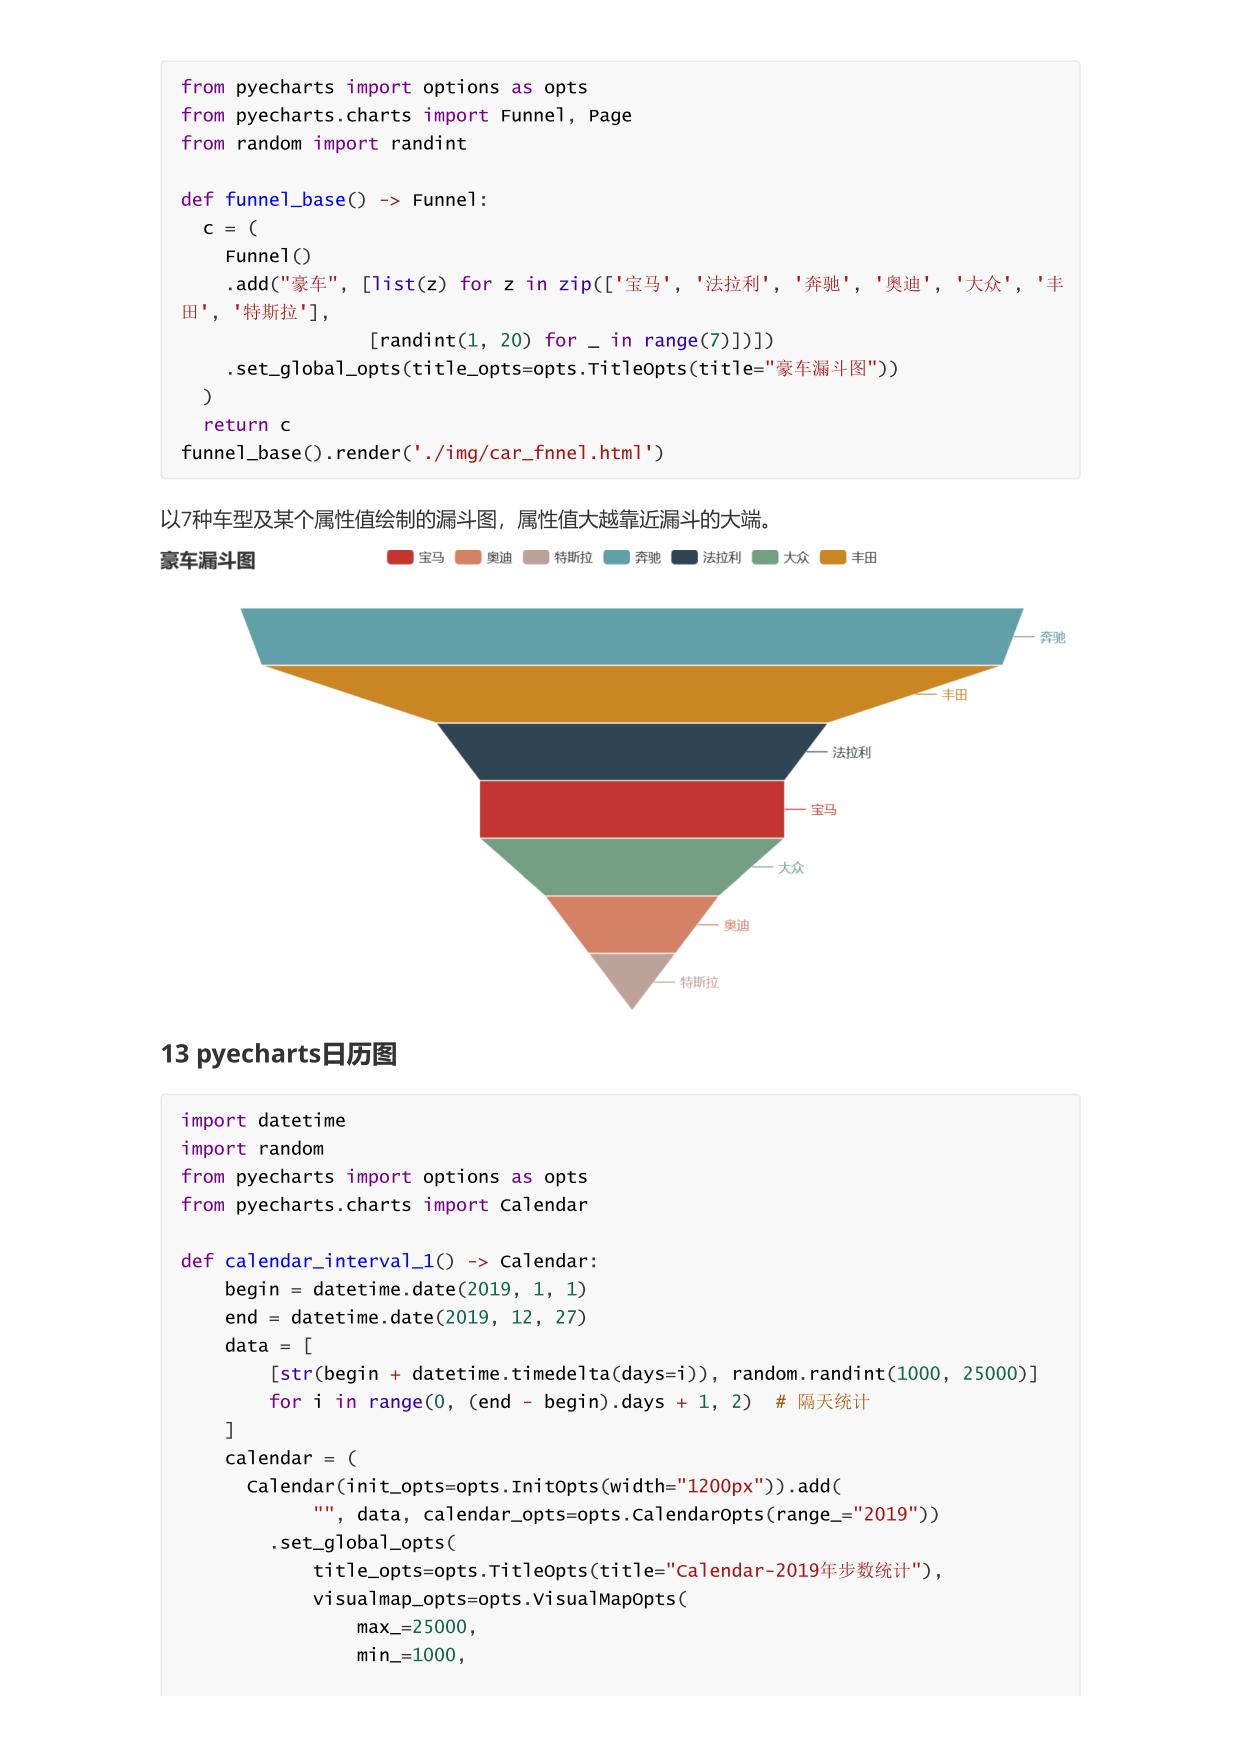 from pyecharts import options as opts
from pyecharts.charts import Funnel, Page
from random import randint

def funnel_base() -> Funnel:
  c = (
    Funnel()
    .add("豪车", [list(z) for z in zip(['宝马', '法拉利', '奔驰', '奥迪', '大众', '丰
田', '特斯拉'],
                 [randint(1, 20) for _ in range(7)])])
    .set_global_opts(title_opts=opts.TitleOpts(title="豪车漏斗图"))
  )
  return c
funnel_base().render('./img/car_fnnel.html')
以7种车型及某个属性值绘制的漏斗图，属性值大越靠近漏斗的大端。
豪车漏斗图
宝马 奥迪 特斯拉 奔驰 法拉利 大众 丰田
奔驰
丰田
法拉利
宝马
大众
奥迪
特斯拉
13 pyecharts日历图
import datetime
import random
from pyecharts import options as opts
from pyecharts.charts import Calendar

def calendar_interval_1() -> Calendar:
    begin = datetime.date(2019, 1, 1)
    end = datetime.date(2019, 12, 27)
    data = [
        [str(begin + datetime.timedelta(days=i)), random.randint(1000, 25000)]
        for i in range(0, (end - begin).days + 1, 2)  # 隔天统计
    ]
    calendar = (
      Calendar(init_opts=opts.InitOpts(width="1200px")).add(
            "", data, calendar_opts=opts.CalendarOpts(range_="2019"))
        .set_global_opts(
            title_opts=opts.TitleOpts(title="Calendar-2019年步数统计"),
            visualmap_opts=opts.VisualMapOpts(
                max_=25000,
                min_=1000,